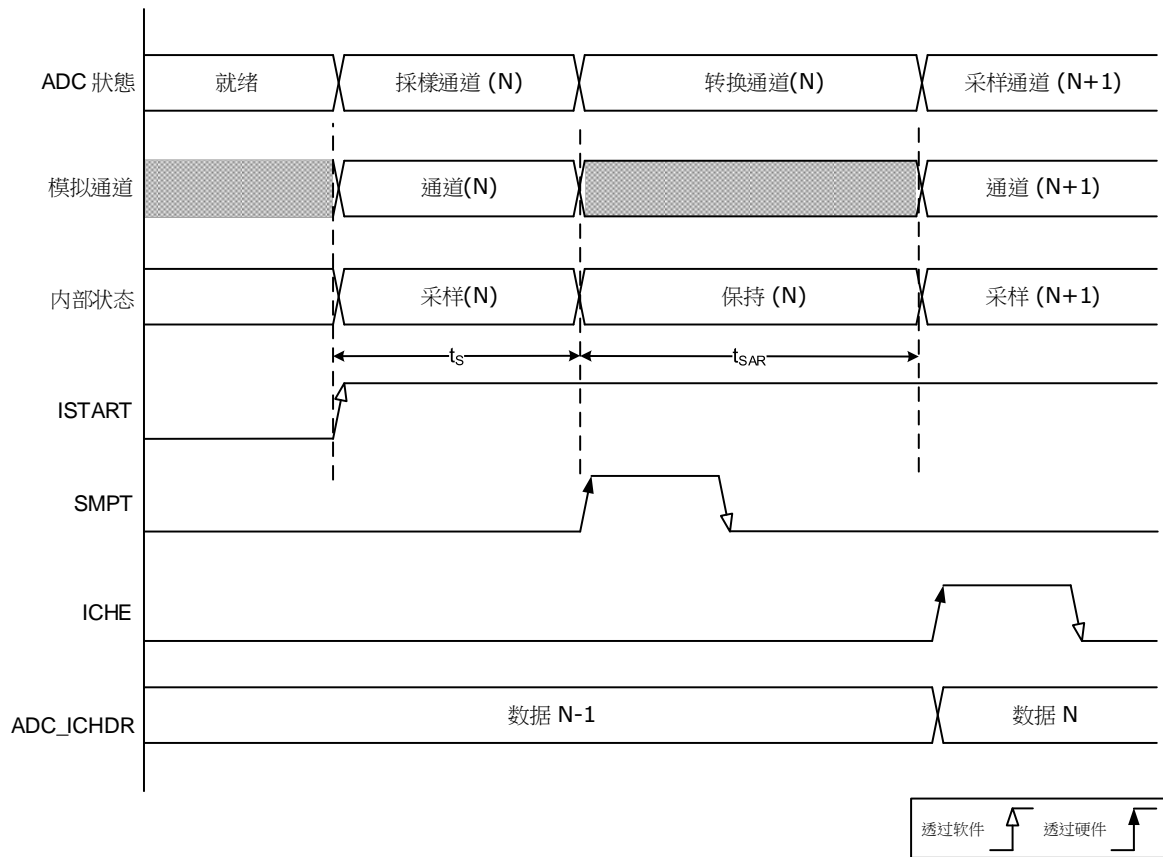 ADC 狀態
就绪
採樣通道 (N)
转换通道(N)
采样通道 (N+1)
模拟通道
通道(N)
通道 (N+1)
内部状态
采样(N)
保持 (N)
采样 (N+1)
tS
tSAR
ISTART
SMPT
ICHE
ADC_ICHDR
数据 N-1
数据 N
透过软件
透过硬件